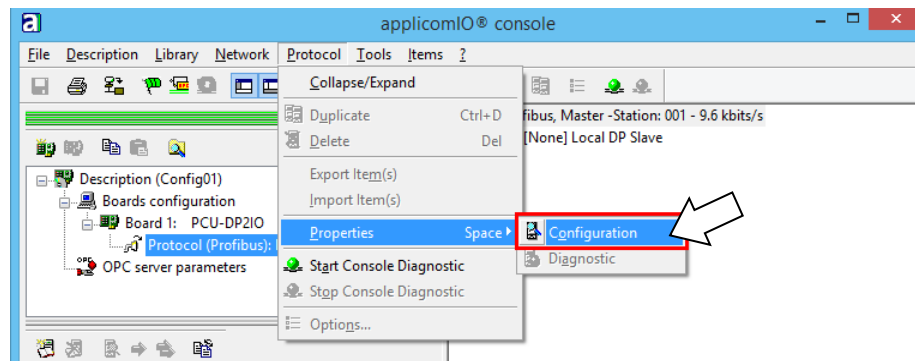 applicomIO® console
File Description Library Network Protocol Tools Items ?
Collapse/Expand
Duplicate Ctrl+D
Delete Del
Export Item(s)
Import Item(s)
Properties Space
Start Console Diagnostic
Stop Console Diagnostic
Options...
Configuration
Diagnostic
fibus, Master -Station: 001 - 9.6 kbits/s
[None] Local DP Slave
Description (Config01)
Boards configuration
Board 1: PCU-DP2IO
Protocol (Profibus):
OPC server parameters